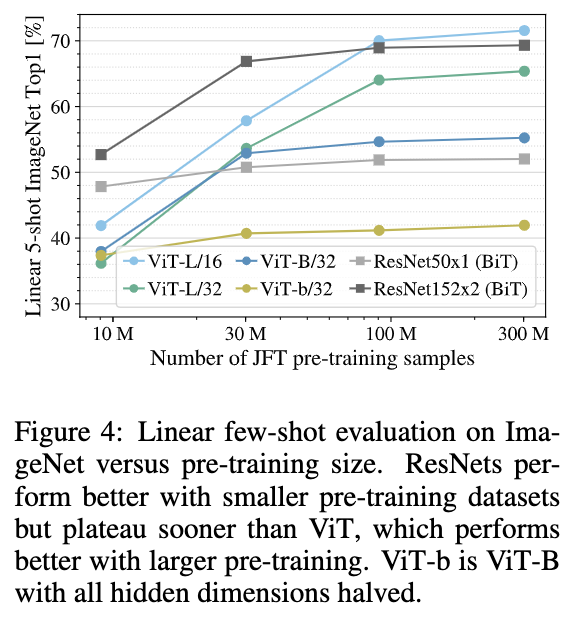 Linear 5-shot ImageNet Top1 [%]
70
60
50
40
30
ViT-L/16 ViT-B/32 ResNet50x1 (BiT)
ViT-L/32 ViT-b/32 ResNet152x2 (BiT)
10 M 30 M 100 M 300 M
Number of JFT pre-training samples
Figure 4: Linear few-shot evaluation on Ima-
geNet versus pre-training size. ResNets per-
form better with smaller pre-training datasets
but plateau sooner than ViT, which performs
better with larger pre-training. ViT-b is ViT-B
with all hidden dimensions halved.